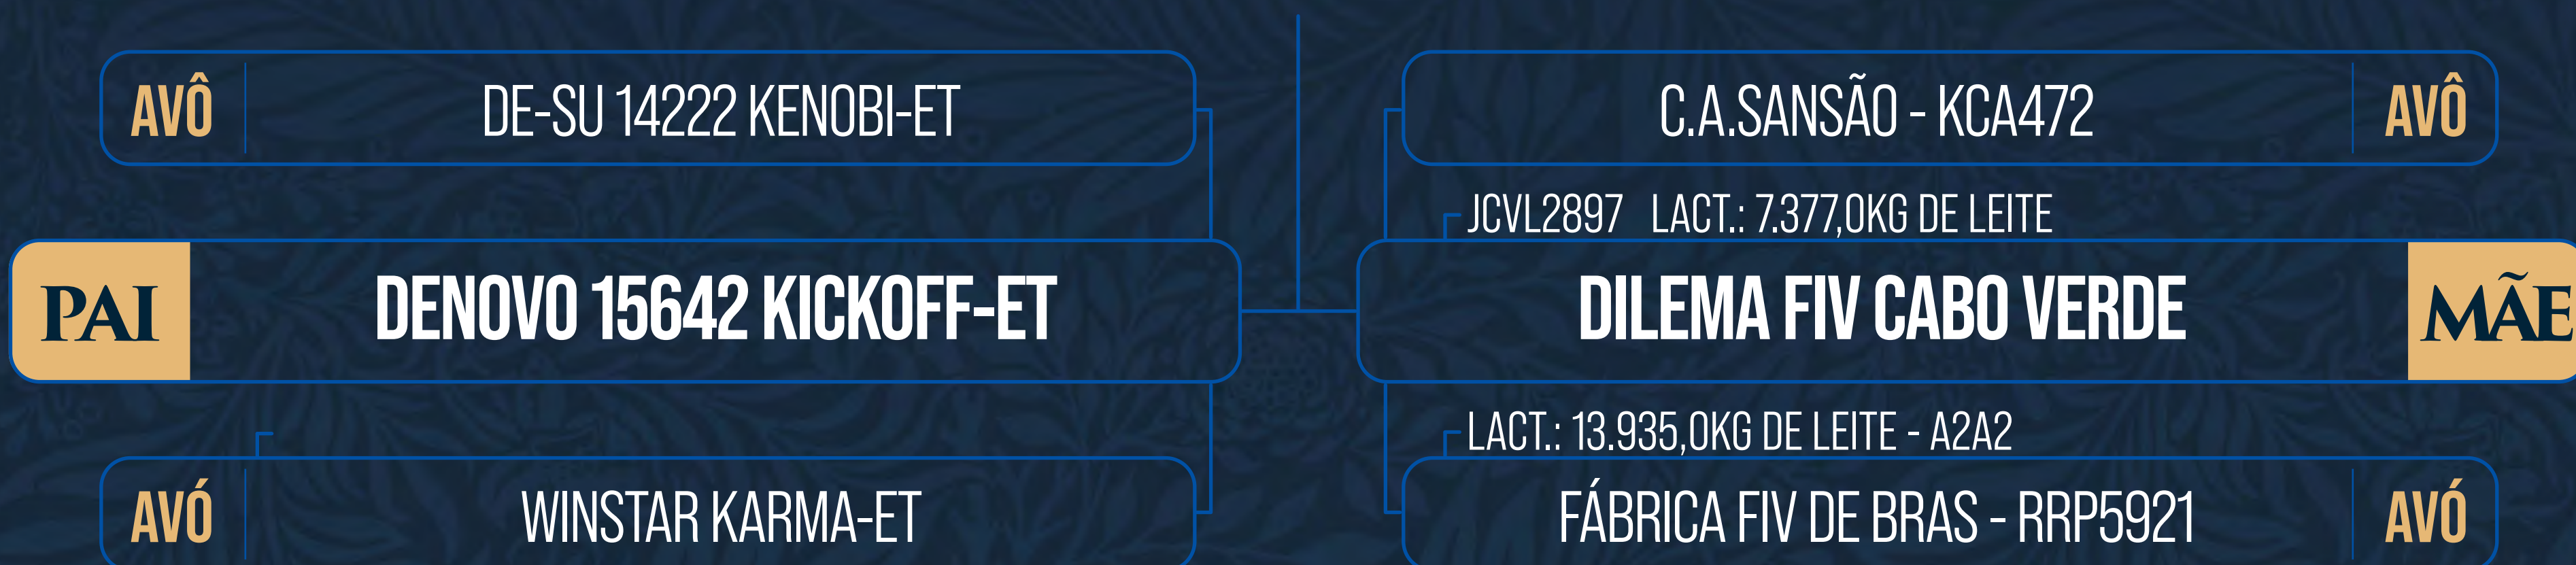 AVÔ DE-SU 14222 KENOBI-ET
C.A.SANSÃO - KCA472 AVÔ
JCVL2897 LACT.: 7.377,0KG DE LEITE
PAI DENOVO 15642 KICKOFF-ET
DILEMA FIV CABO VERDE MÃE
LACT.: 13.935,0KG DE LEITE - A2A2
AVÓ WINSTAR KARMA-ET
FÁBRICA FIV DE BRAS - RRP5921 AVÓ